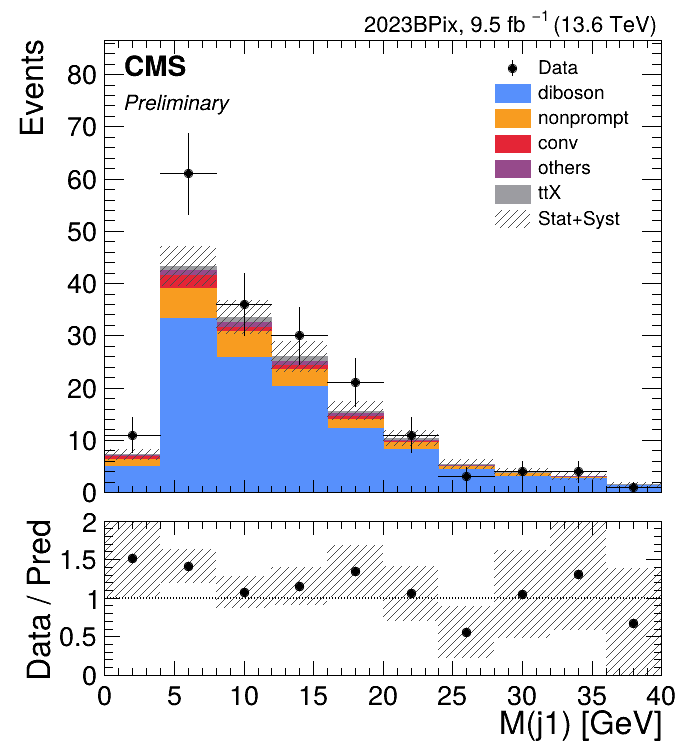 2023BPix, 9.5 fb⁻¹ (13.6 TeV)
CMS
Preliminary
Events
80
70
60
50
40
30
20
10
0
Data
diboson
nonprompt
conv
others
ttX
Stat+Syst
Data / Pred
2
1.5
1
0.5
0
0 5 10 15 20 25 30 35 40
M(j1) [GeV]